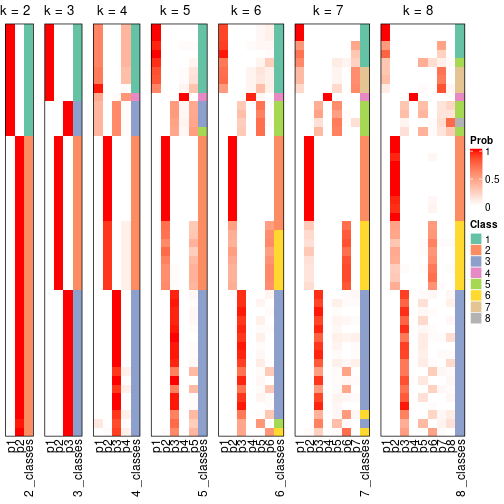 k = 2
k = 3
k = 4
k = 5
k = 6
k = 7
k = 8
Prob
1
0.5
0
Class
1
2
3
4
5
6
7
8
p1
p2
2_classes
p1
p2
p3
3_classes
p1
p2
p3
p4
4_classes
p1
p2
p3
p4
p5
5_classes
p1
p2
p3
p4
p5
p6
6_classes
p1
p2
p3
p4
p5
p6
p7
7_classes
p1
p2
p3
p4
p5
p6
p7
p8
8_classes